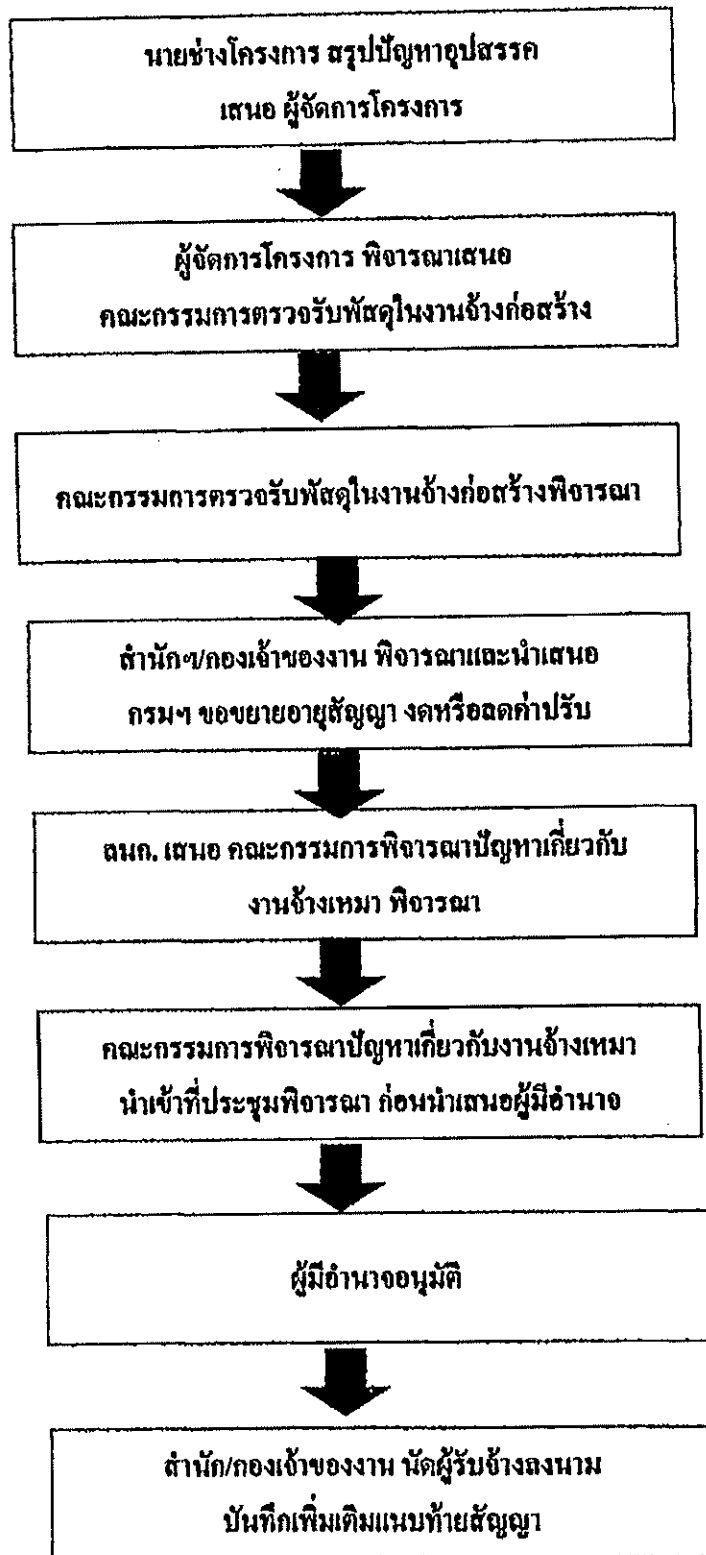 นายช่างโครงการ สรุปปัญหาอุปสรรค
เสนอ ผู้จัดการโครงการ
ผู้จัดการโครงการ พิจารณาเสนอ
คณะกรรมการตรวจรับพัสดุในงานจ้างก่อสร้าง
คณะกรรมการตรวจรับพัสดุในงานจ้างก่อสร้างพิจารณา
สำนักฯ/กองเจ้าของงาน พิจารณาและนำเสนอ
กรมฯ ขอขยายอายุสัญญา งดหรือลดค่าปรับ
ลนก. เสนอ คณะกรรมการพิจารณาปัญหาเกี่ยวกับ
งานจ้างเหมา พิจารณา
คณะกรรมการพิจารณาปัญหาเกี่ยวกับงานจ้างเหมา
นำเข้าที่ประชุมพิจารณา ก่อนนำเสนอผู้มีอำนาจ
ผู้มีอำนาจอนุมัติ
สำนัก/กองเจ้าของงาน นัดผู้รับจ้างลงนาม
บันทึกเพิ่มเติมแนบท้ายสัญญา